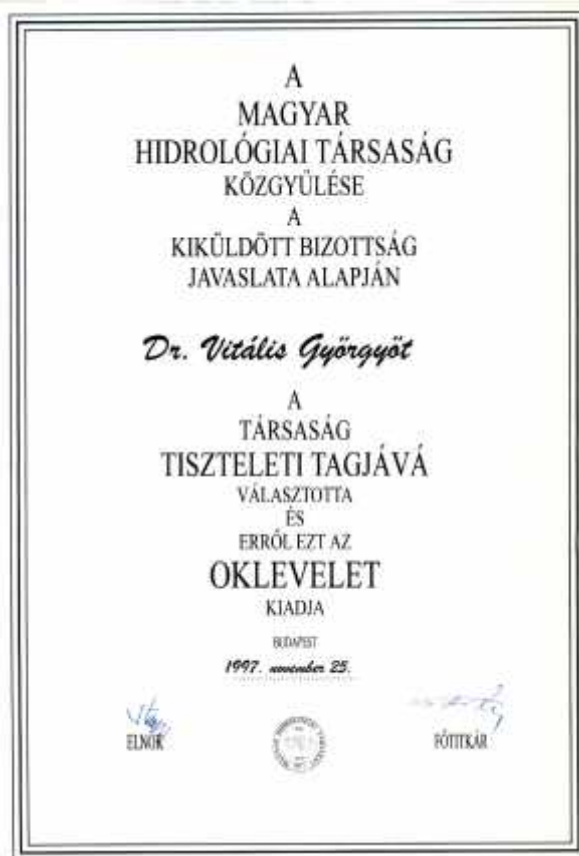 A
MAGYAR
HIDROLÓGIAI TÁRSASÁG
KÖZGYŰLÉSE
A
KIKÜLDÖTT BIZOTTSÁG
JAVASLATA ALAPJÁN
Dr. Vitális Györgyöt
A
TÁRSASÁG
TISZTELETI TAGJÁVÁ
VÁLASZTOTTA
ÉS
ERRŐL EZT AZ
OKLEVELET
KIADJA
BUDAPEST
1997. november 25.
ELNÖK
FŐTITKÁR